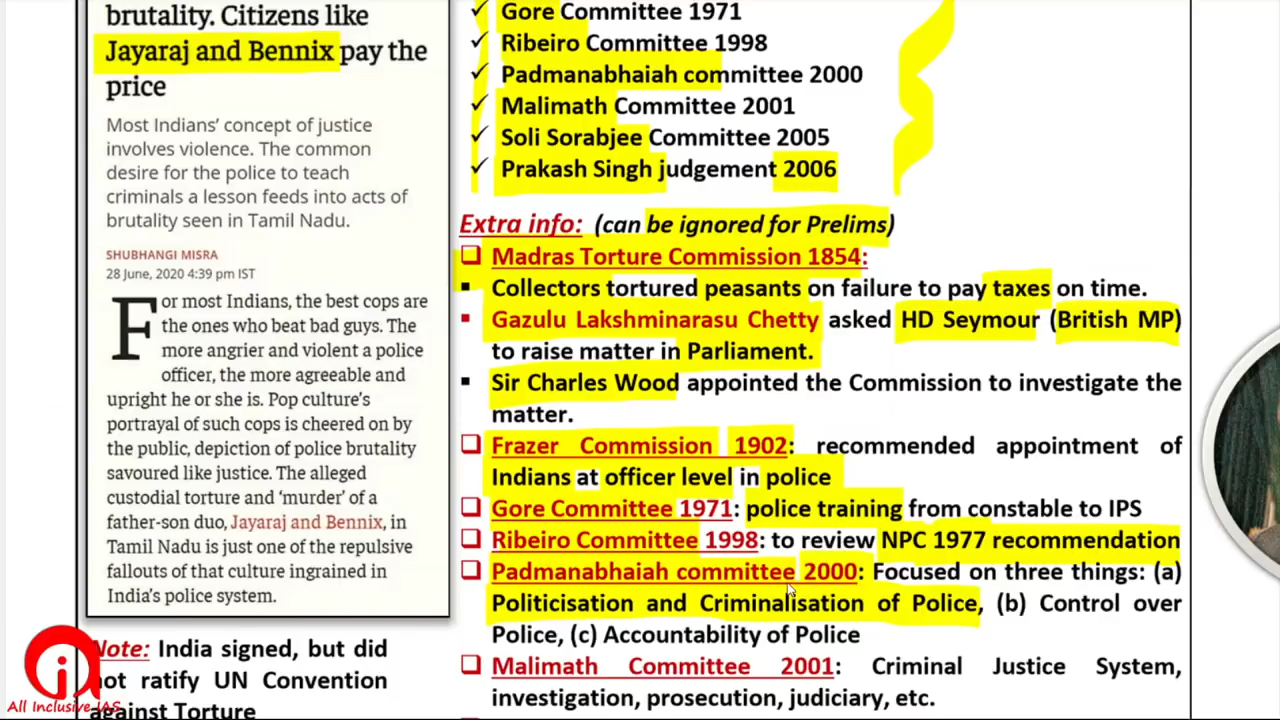 brutality. Citizens like
Jayaraj and Bennix pay the
price
Most Indians' concept of justice
involves violence. The common
desire for the police to teach
criminals a lesson feeds into acts of
brutality seen in Tamil Nadu.
SHUBHANGI MISRA
28 June, 2020 4:39 pm IST
For most Indians, the best cops are
the ones who beat bad guys. The
more angrier and violent a police
officer, the more agreeable and
upright he or she is. Pop culture's
portrayal of such cops is cheered on by
the public, depiction of police brutality
savoured like justice. The alleged
custodial torture and 'murder' of a
father-son duo, Jayaraj and Bennix, in
Tamil Nadu is just one of the repulsive
fallouts of that culture ingrained in
India's police system.
Note: India signed, but did
not ratify UN Convention
against Torture
All Inclusive IAS
✓ Gore Committee 1971
✓ Ribeiro Committee 1998
✓ Padmanabhaiah committee 2000
✓ Malimath Committee 2001
✓ Soli Sorabjee Committee 2005
✓ Prakash Singh judgement 2006
Extra info: (can be ignored for Prelims)
❑ Madras Torture Commission 1854:
▪ Collectors tortured peasants on failure to pay taxes on time.
▪ Gazulu Lakshminarasu Chetty asked HD Seymour (British MP)
to raise matter in Parliament.
▪ Sir Charles Wood appointed the Commission to investigate the
matter.
❑ Frazer Commission 1902: recommended appointment of
Indians at officer level in police
❑ Gore Committee 1971: police training from constable to IPS
❑ Ribeiro Committee 1998: to review NPC 1977 recommendation
❑ Padmanabhaiah committee 2000: Focused on three things: (a)
Politicisation and Criminalisation of Police, (b) Control over
Police, (c) Accountability of Police
❑ Malimath Committee 2001: Criminal Justice System,
investigation, prosecution, judiciary, etc.